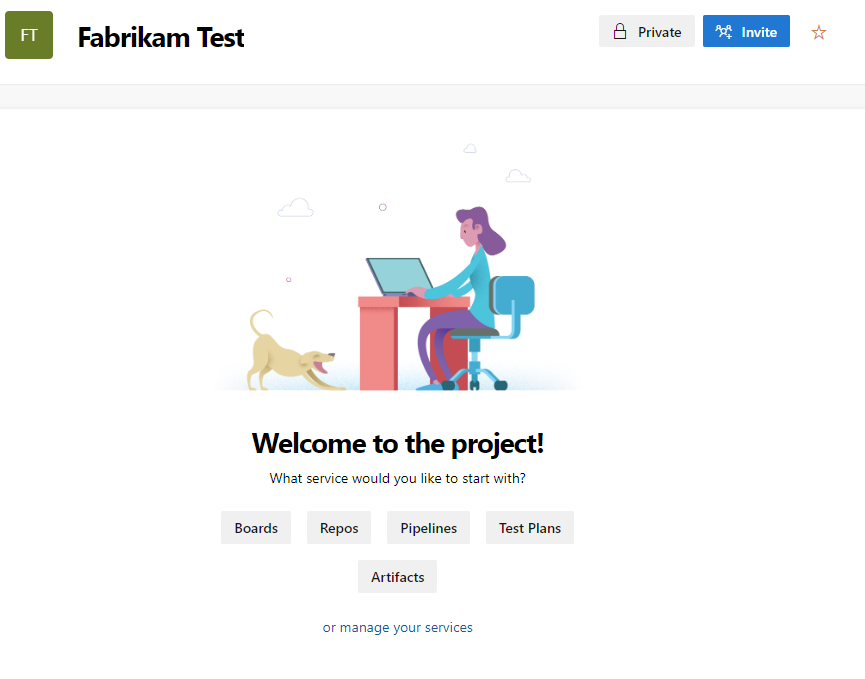 FT
Fabrikam Test
Private
Invite
Welcome to the project!
What service would you like to start with?
Boards
Repos
Pipelines
Test Plans
Artifacts
or manage your services